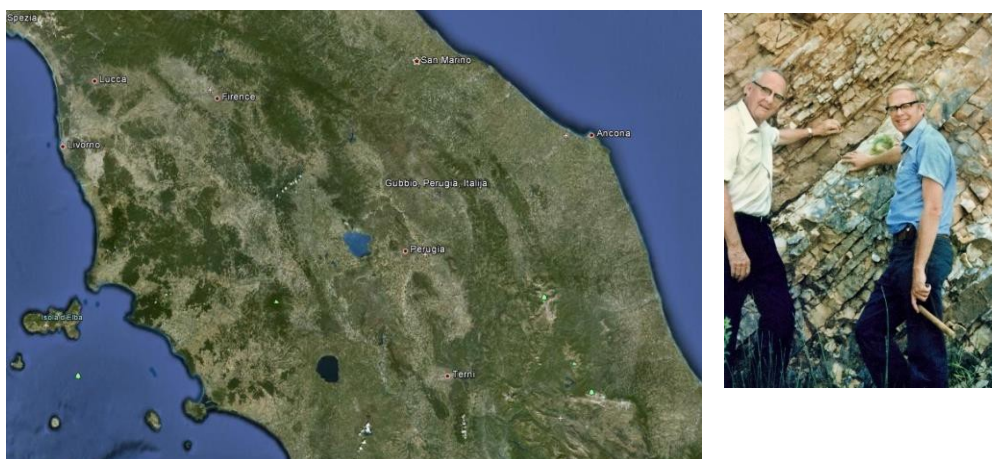 Spezia
San Marino
Lucca
Firence
Ancona
Livorno
Gubbio, Perugia, Italija
Perugia
Isola d'Elba
Terni